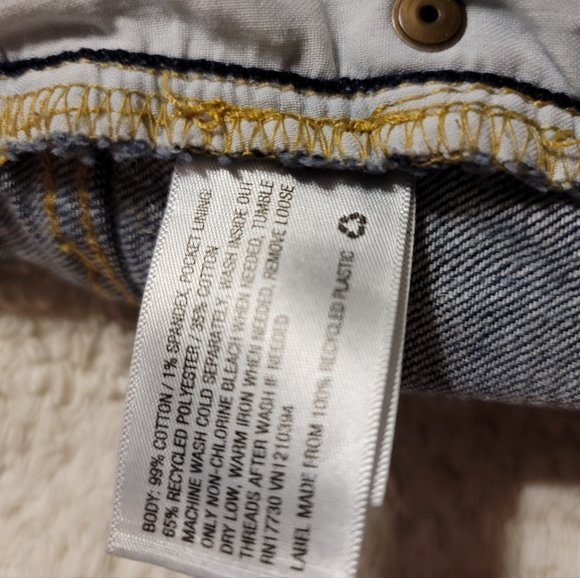 BODY: 99% COTTON / 1% SPANDEX, POCKET LINING:
65% RECYCLED POLYESTER / 35% COTTON
MACHINE WASH COLD SEPARATELY, WASH INSIDE OUT
ONLY NON-CHLORINE BLEACH WHEN NEEDED, TUMBLE
DRY LOW, WARM IRON WHEN NEEDED, REMOVE LOOSE
THREADS AFTER WASH IF NEEDED
RN17730 VN1210394
LABEL MADE FROM 100% RECYCLED PLASTIC